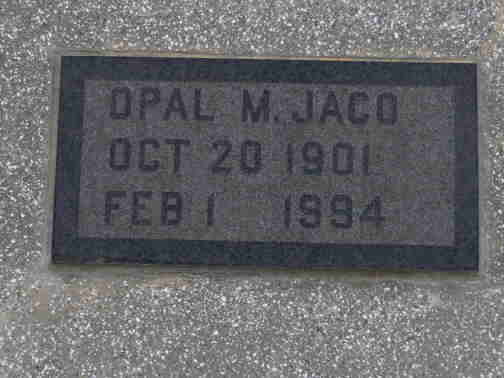 OPAL M. JACO
OCT 20 1901
FEB 1 1994